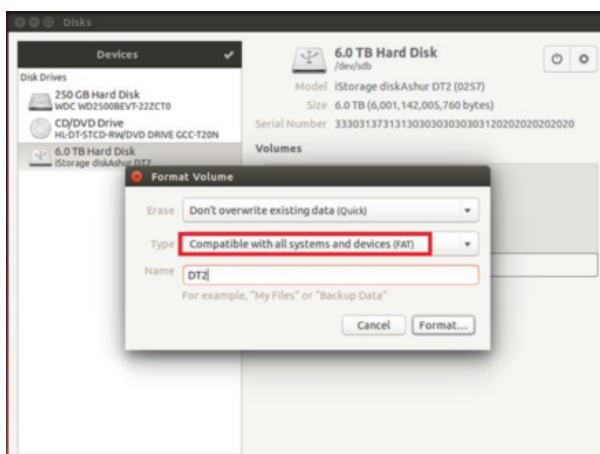 Disks
Devices
Disk Drives
250 GB Hard Disk
WDC WD2500BEVT-22ZCT0
CD/DVD Drive
HL-DT-STCD-RW/DVD DRIVE GCC-T20N
6.0 TB Hard Disk
iStorage diskAshur DT2
6.0 TB Hard Disk
/dev/sdb
Model iStorage diskAshur DT2 (0257)
Size 6.0 TB (6,001,142,005,760 bytes)
Serial Number
Volumes
Format Volume
Erase Don't overwrite existing data (Quick)
Type Compatible with all systems and devices (FAT)
Name DT2
For example, "My Files" or "Backup Data"
Cancel Format...